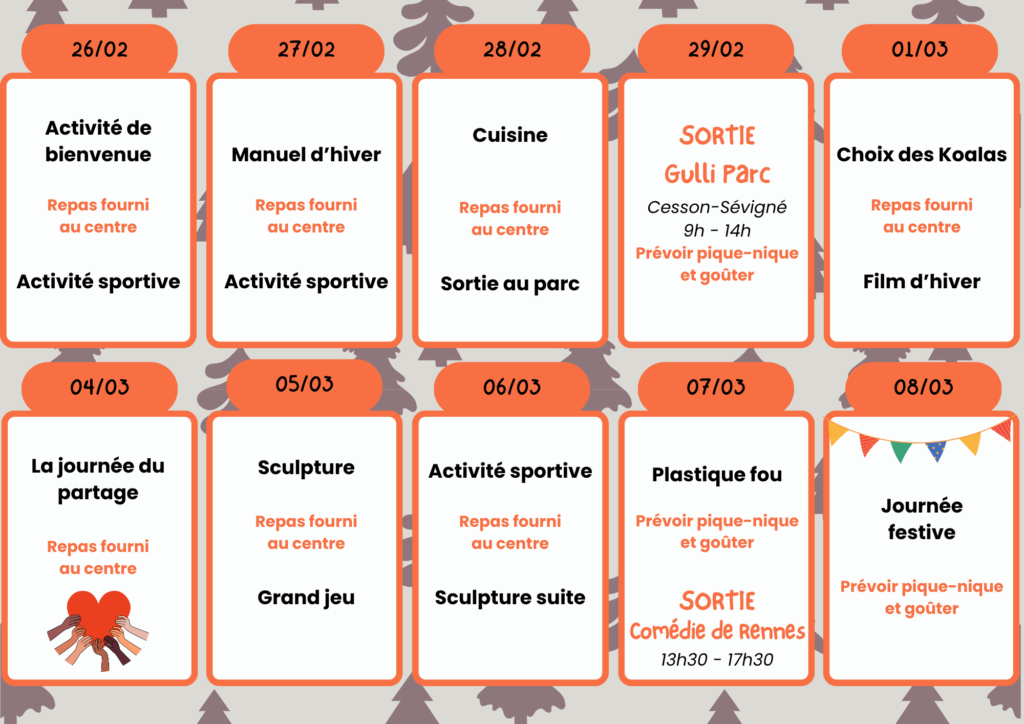 26/02
Activité de
bienvenue
Repas fourni
au centre
Activité sportive
27/02
Manuel d’hiver
Repas fourni
au centre
Activité sportive
28/02
Cuisine
Repas fourni
au centre
Sortie au parc
29/02
SORTIE
Gulli Parc
Cesson-Sévigné
9h - 14h
Prévoir pique-nique
et goûter
01/03
Choix des Koalas
Repas fourni
au centre
Film d’hiver
04/03
La journée du
partage
Repas fourni
au centre
05/03
Sculpture
Repas fourni
au centre
Grand jeu
06/03
Activité sportive
Repas fourni
au centre
Sculpture suite
07/03
Plastique fou
Prévoir pique-nique
et goûter
SORTIE
Comédie de Rennes
13h30 - 17h30
08/03
Journée
festive
Prévoir pique-nique
et goûter